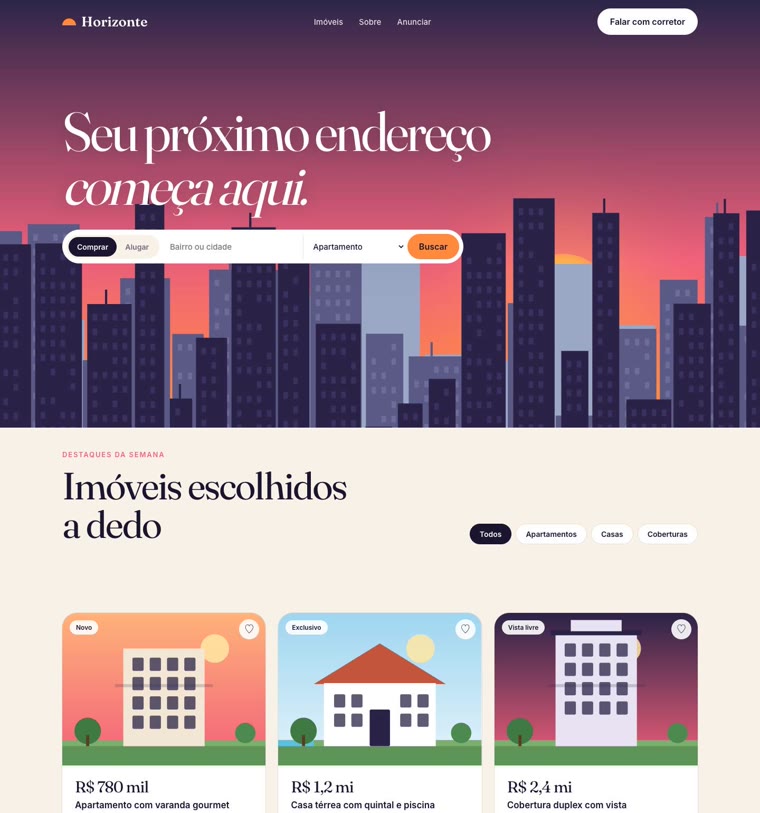 Horizonte
Imóveis Sobre Anunciar
Falar com corretor
Seu próximo endereço
começa aqui.
Comprar Alugar Bairro ou cidade Apartamento Buscar
DESTAQUES DA SEMANA
Imóveis escolhidos
a dedo
Todos Apartamentos Casas Coberturas
Novo
Exclusivo
Vista livre
R$ 780 mil
Apartamento com varanda gourmet
R$ 1,2 mi
Casa térrea com quintal e piscina
R$ 2,4 mi
Cobertura duplex com vista